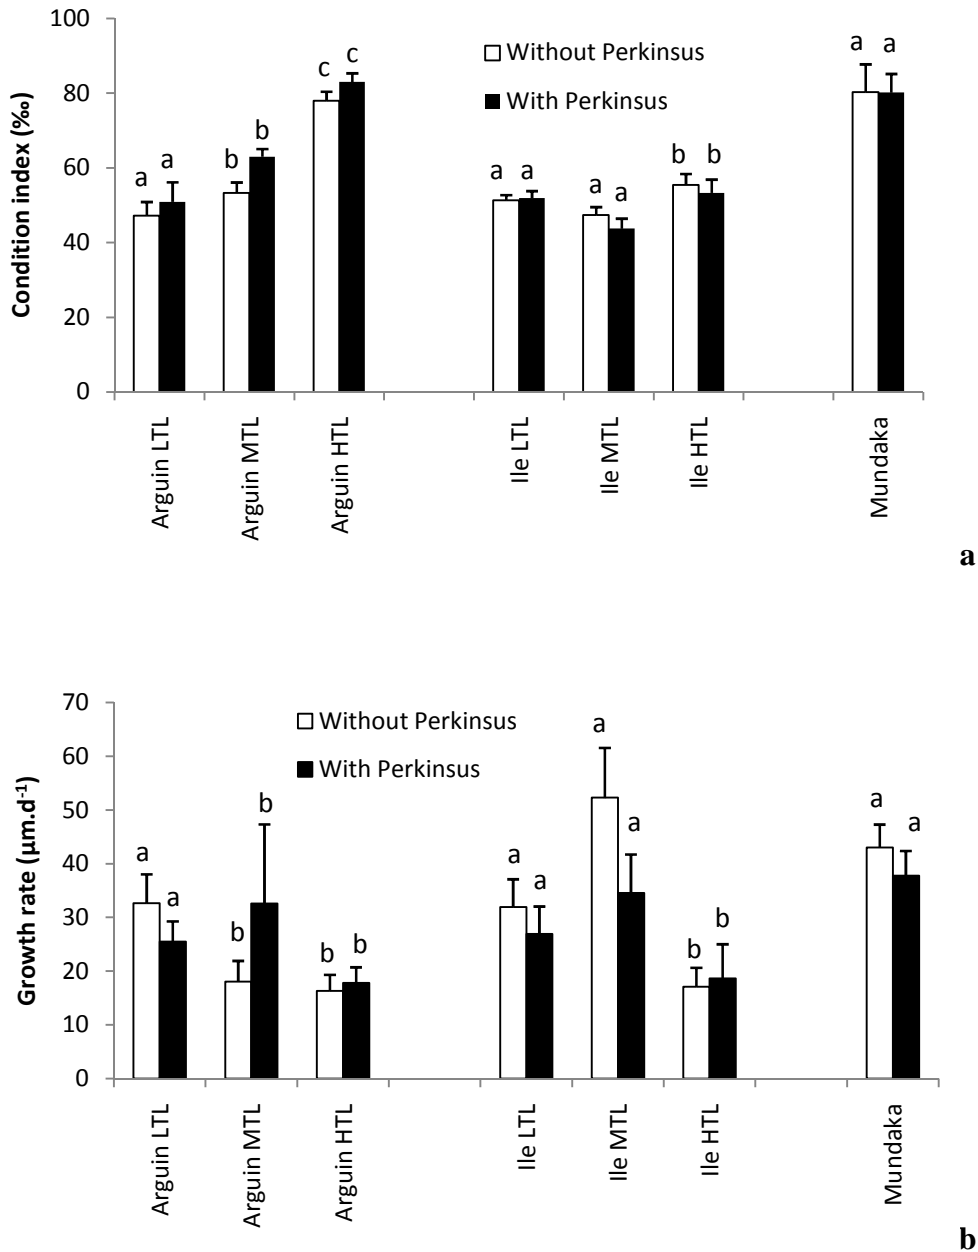 100
80
60
40
20
0
Condition index (‰)
Without Perkinsus
With Perkinsus
a a b b c c a a a a b b a a
Arguin LTL
Arguin MTL
Arguin HTL
Ile LTL
Ile MTL
Ile HTL
Mundaka
a
70
60
50
40
30
20
10
0
Growth rate (µm.d⁻¹)
Without Perkinsus
With Perkinsus
a a b b b b a a a a b b a a
Arguin LTL
Arguin MTL
Arguin HTL
Ile LTL
Ile MTL
Ile HTL
Mundaka
b